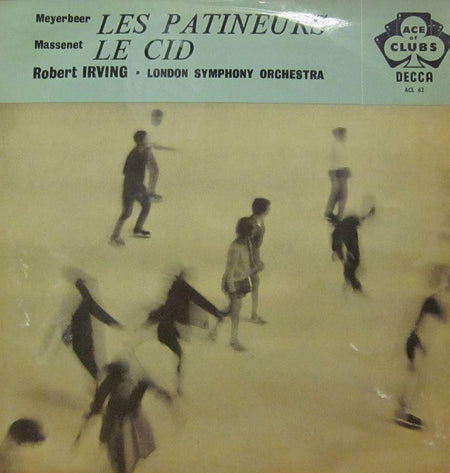 Meyerbeer LES PATINEURS
Massenet LE CID
Robert IRVING • LONDON SYMPHONY ORCHESTRA
ACE
of
CLUBS
DECCA
ACL 62